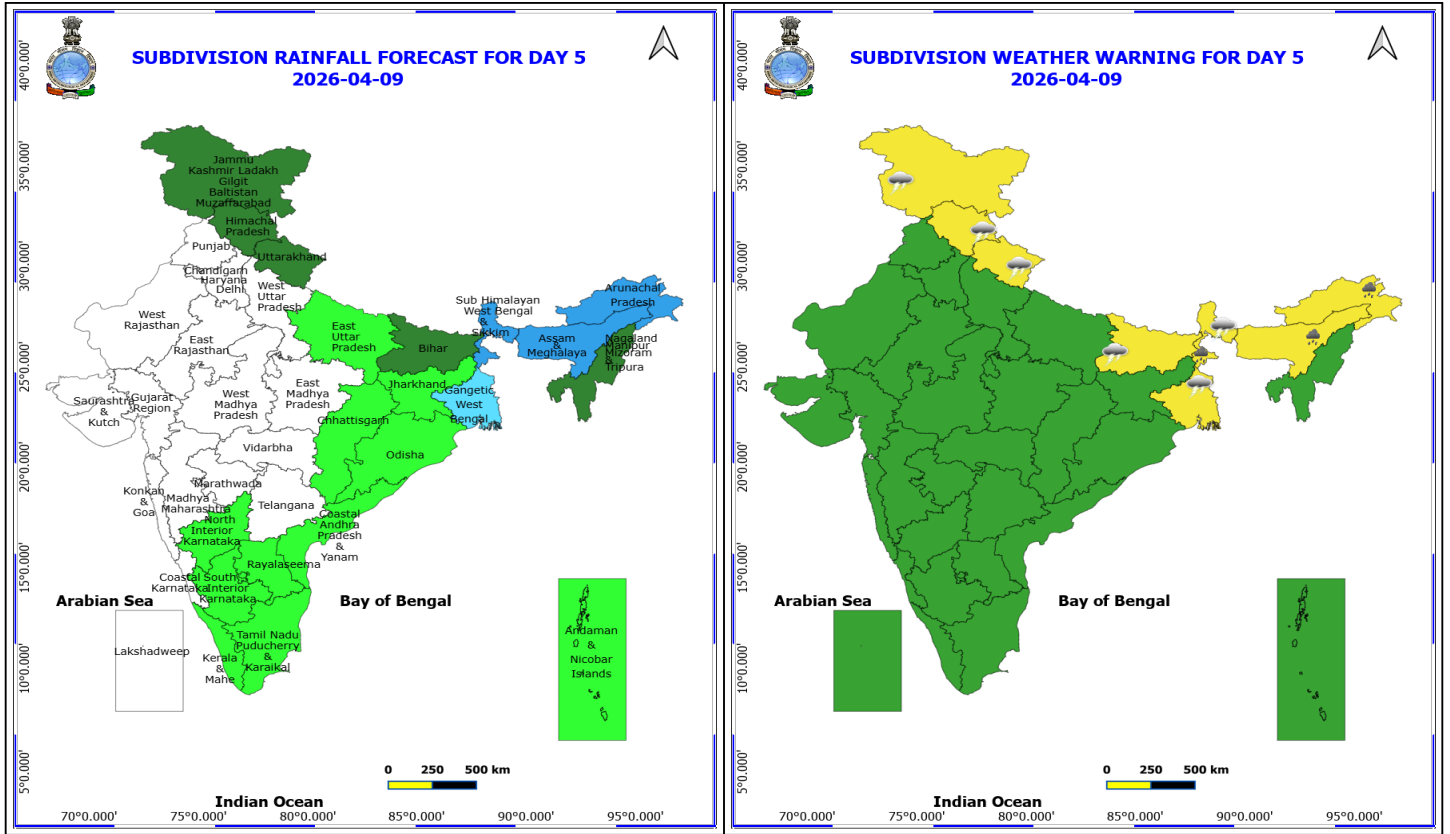 SUBDIVISION RAINFALL FORECAST FOR DAY 5
2026-04-09
40°0.000'
35°0.000'
30°0.000'
25°0.000'
20°0.000'
15°0.000'
10°0.000'
5°0.000'
Jammu
Kashmir Ladakh
Gilgit
Baltistan
Muzaffarabad
Himachal
Pradesh
Punjab
Uttarakhand
Chandigarh
Haryana
Delhi
West
Uttar
Pradesh
West
Rajasthan
East
Rajasthan
East
Uttar
Pradesh
Bihar
Sub Himalayan
West Bengal
&
Sikkim
Arunachal
Pradesh
Assam
&
Meghalaya
Nagaland
Manipur
Mizoram
&
Tripura
Jharkhand
Gangetic
West
Bengal
Saurashtra
&
Kutch
Gujarat
Region
West
Madhya
Pradesh
East
Madhya
Pradesh
Chhattisgarh
Odisha
Vidarbha
Marathwada
Konkan
&
Goa
Madhya
Maharashtra
Telangana
North
Interior
Karnataka
Coastal
Andhra
Pradesh
&
Yanam
Rayalaseema
Coastal
Karnataka
South
Interior
Karnataka
Arabian Sea
Bay of Bengal
Lakshadweep
Kerala
&
Mahe
Tamil Nadu
Puducherry
&
Karaikal
Andaman
&
Nicobar
Islands
0 250 500 km
Indian Ocean
70°0.000' 75°0.000' 80°0.000' 85°0.000' 90°0.000' 95°0.000'
SUBDIVISION WEATHER WARNING FOR DAY 5
2026-04-09
40°0.000'
35°0.000'
30°0.000'
25°0.000'
20°0.000'
15°0.000'
10°0.000'
5°0.000'
Arabian Sea
Bay of Bengal
0 250 500 km
Indian Ocean
70°0.000' 75°0.000' 80°0.000' 85°0.000' 90°0.000' 95°0.000'